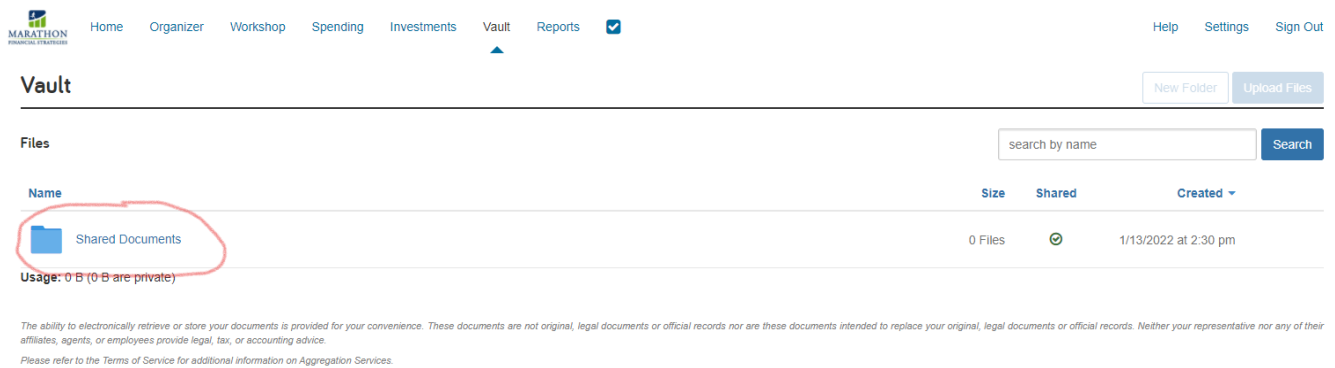 MARATHON
FINANCIAL STRATEGIES
Home Organizer Workshop Spending Investments Vault Reports Help Settings Sign Out
Vault New Folder Upload Files
Files search by name Search
Name Size Shared Created
Shared Documents 0 Files 1/13/2022 at 2:30 pm
Usage: 0 B (0 B are private)
The ability to electronically retrieve or store your documents is provided for your convenience. These documents are not original, legal documents or official records nor are these documents intended to replace your original, legal documents or official records. Neither your representative nor any of their
affiliates, agents, or employees provide legal, tax, or accounting advice.
Please refer to the Terms of Service for additional information on Aggregation Services.